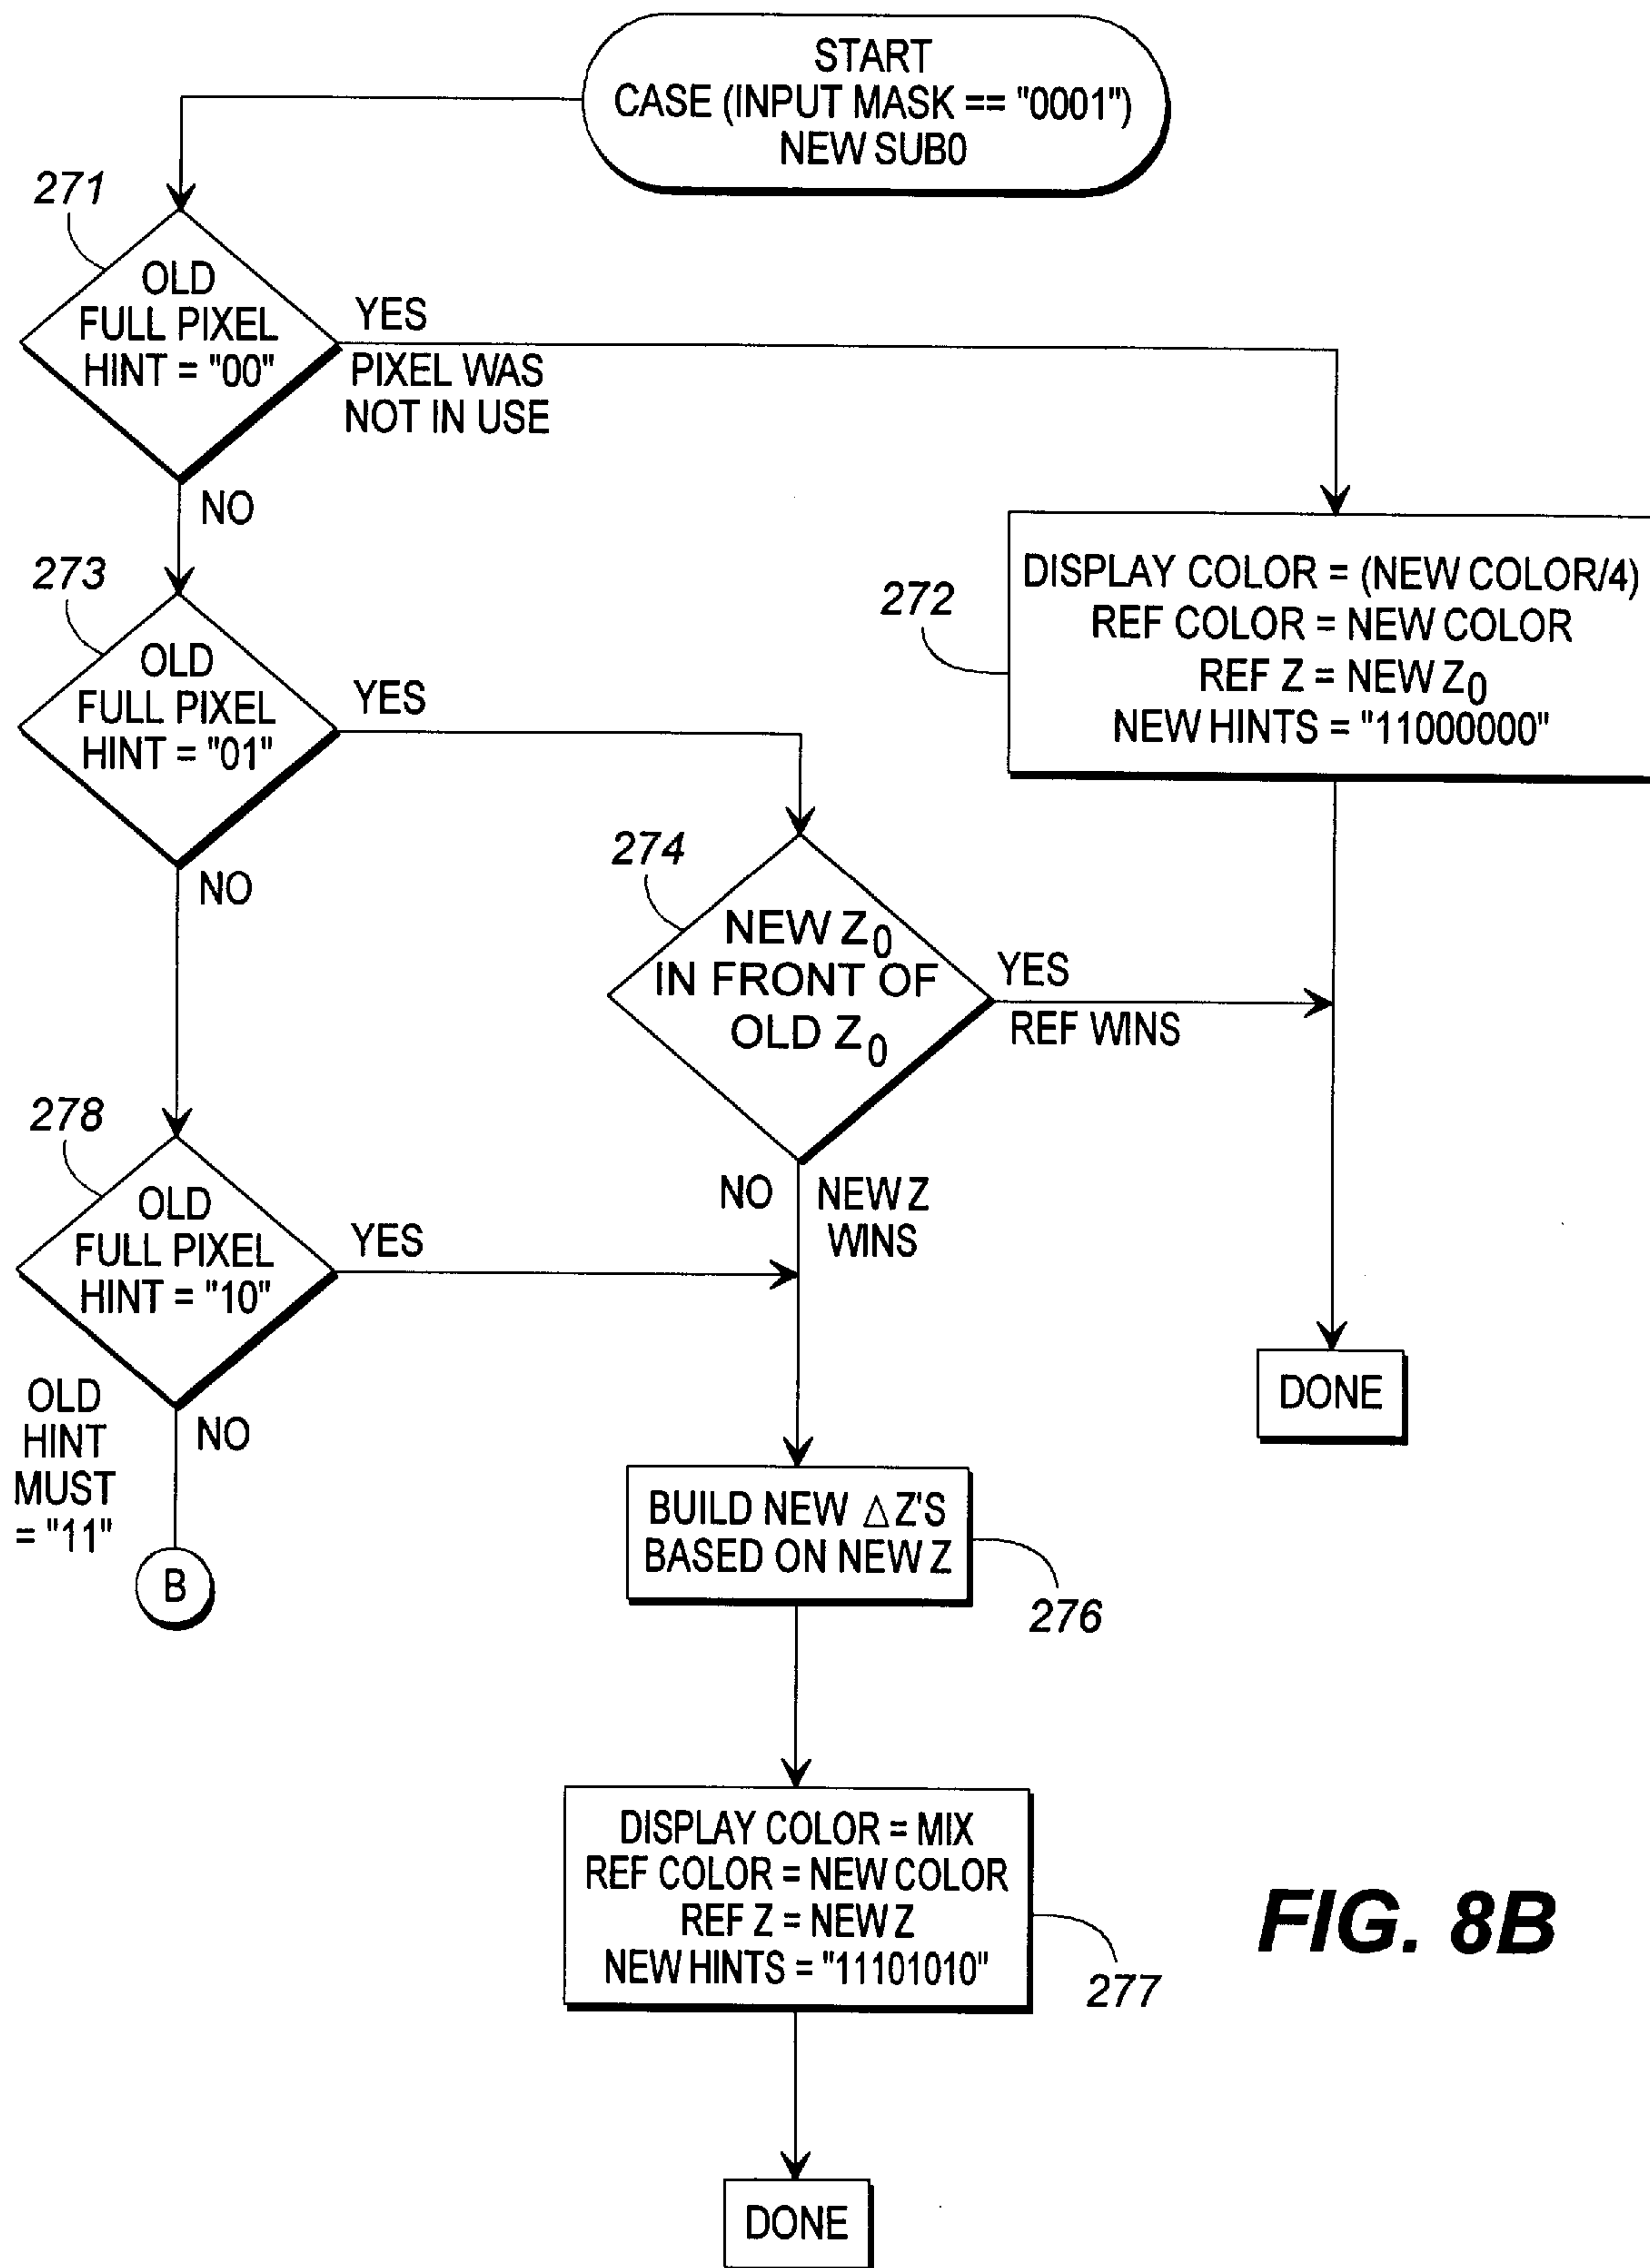 START
CASE (INPUT MASK == "0001")
NEW SUB0
271
OLD
FULL PIXEL
HINT = "00"
YES
PIXEL WAS
NOT IN USE
NO
272
DISPLAY COLOR = (NEW COLOR/4)
REF COLOR = NEW COLOR
REF Z = NEW Z0
NEW HINTS = "11000000"
273
OLD
FULL PIXEL
HINT = "01"
YES
NO
274
NEW Z0
IN FRONT OF
OLD Z0
YES
REF WINS
NO
NEW Z
WINS
278
OLD
FULL PIXEL
HINT = "10"
YES
OLD
HINT
MUST
= "11"
NO
B
DONE
BUILD NEW △Z'S
BASED ON NEW Z
276
DISPLAY COLOR = MIX
REF COLOR = NEW COLOR
REF Z = NEW Z
NEW HINTS = "11101010"
277
DONE
FIG. 8B